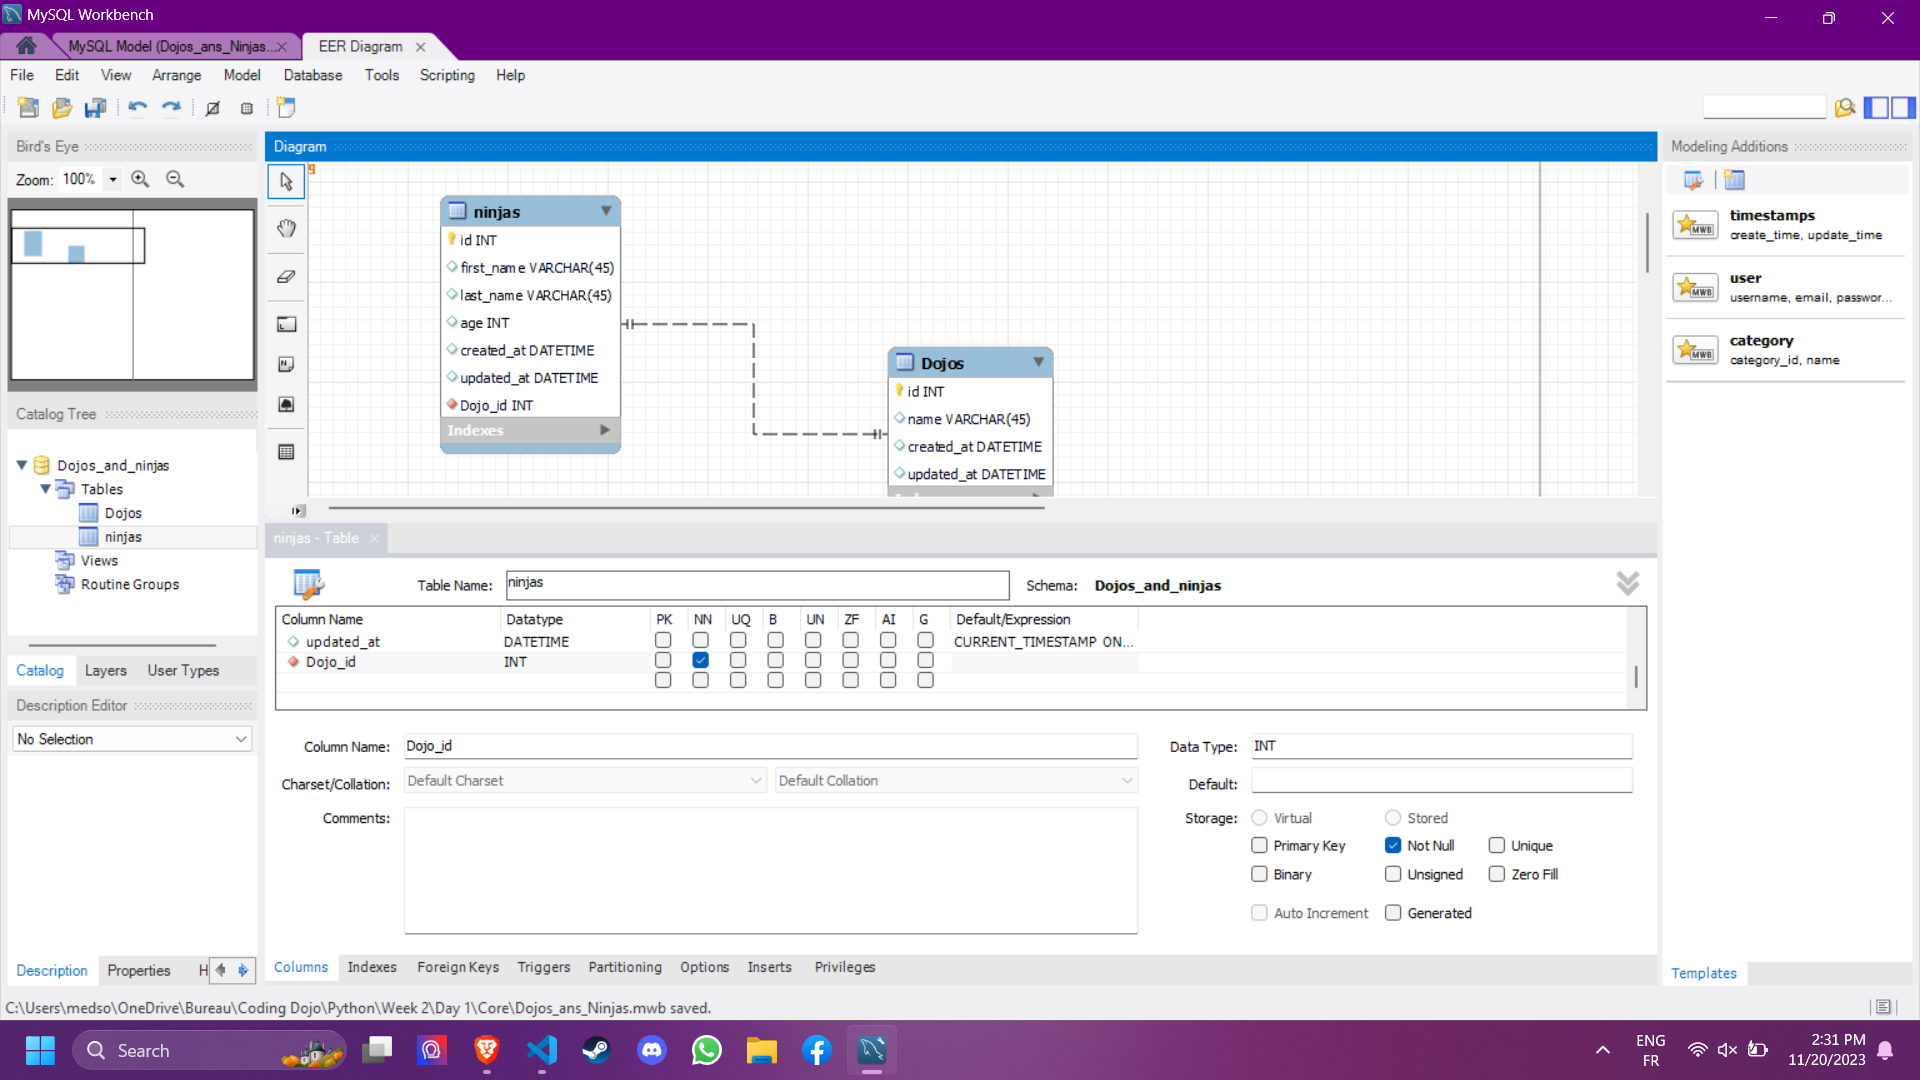 MySQL Workbench
MySQL Model (Dojos_ans_Ninjas...
EER Diagram
File Edit View Arrange Model Database Tools Scripting Help
Bird's Eye
Zoom: 100%
Diagram
Modeling Additions
ninjas
id INT
first_name VARCHAR(45)
last_name VARCHAR(45)
age INT
created_at DATETIME
updated_at DATETIME
Dojo_id INT
Indexes
Dojos
id INT
name VARCHAR(45)
created_at DATETIME
updated_at DATETIME
timestamps
create_time, update_time
user
username, email, passwor...
category
category_id, name
MWB
MWB
MWB
Catalog Tree
Dojos_and_ninjas
Tables
Dojos
ninjas
Views
Routine Groups
Catalog Layers User Types
Description Editor
No Selection
Description Properties H
ninjas - Table
Table Name: ninjas Schema: Dojos_and_ninjas
Column Name Datatype PK NN UQ B UN ZF AI G Default/Expression
updated_at DATETIME CURRENT_TIMESTAMP ON...
Dojo_id INT
Column Name: Dojo_id Data Type: INT
Charset/Collation: Default Charset Default Collation Default:
Comments: Storage: Virtual Stored
Primary Key Not Null Unique
Binary Unsigned Zero Fill
Auto Increment Generated
Columns Indexes Foreign Keys Triggers Partitioning Options Inserts Privileges
Templates
C:\Users\medso\OneDrive\Bureau\Coding Dojo\Python\Week 2\Day 1\Core\Dojos_ans_Ninjas.mwb saved.
Search
ENG
FR
2:31 PM
11/20/2023